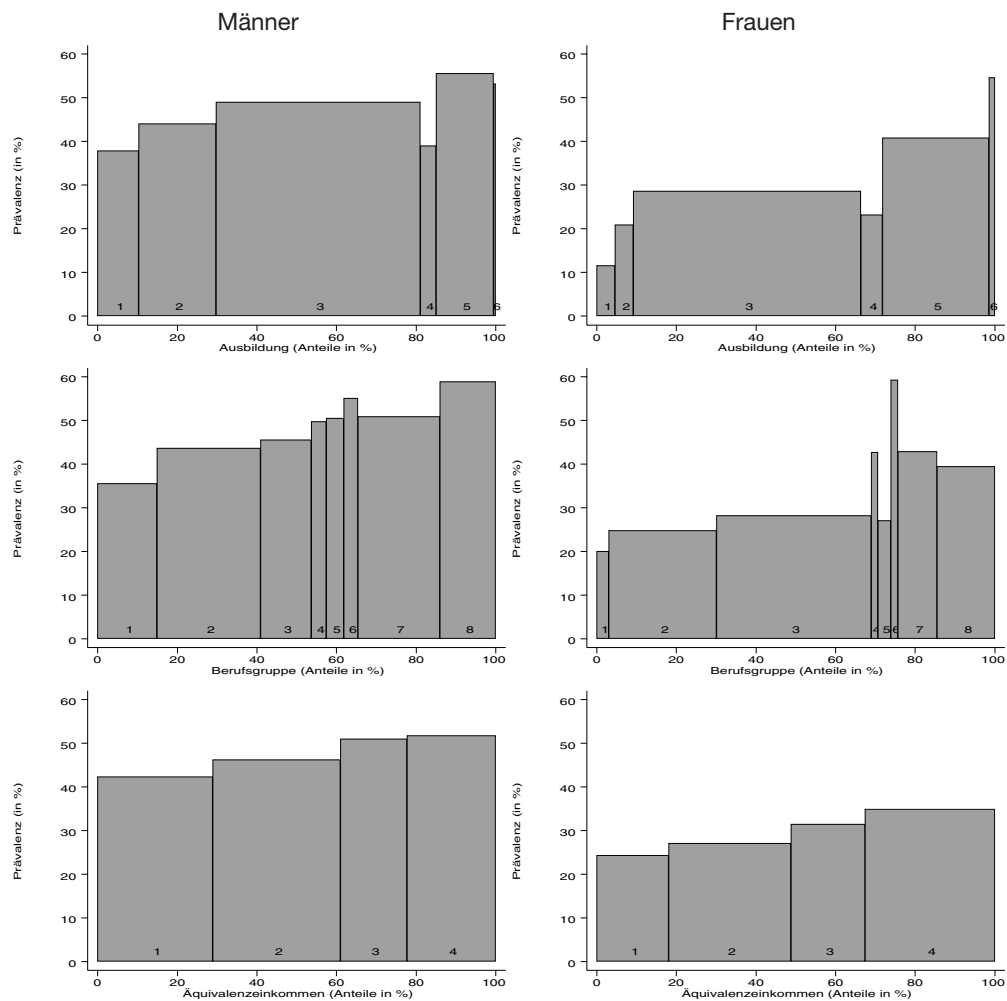 Männer
Frauen
60
50
40
30
20
10
0
Prävalenz (in %)
1 2 3 4 5 6
0 20 40 60 80 100
Ausbildung (Anteile in %)
60
50
40
30
20
10
0
Prävalenz (in %)
1 2 3 4 5 6
0 20 40 60 80 100
Ausbildung (Anteile in %)
60
50
40
30
20
10
0
Prävalenz (in %)
1 2 3 4 5 6 7 8
0 20 40 60 80 100
Berufsgruppe (Anteile in %)
60
50
40
30
20
10
0
Prävalenz (in %)
1 2 3 4 5 6 7 8
0 20 40 60 80 100
Berufsgruppe (Anteile in %)
60
50
40
30
20
10
0
Prävalenz (in %)
1 2 3 4
0 20 40 60 80 100
Äquivalenzeinkommen (Anteile in %)
60
50
40
30
20
10
0
Prävalenz (in %)
1 2 3 4
0 20 40 60 80 100
Äquivalenzeinkommen (Anteile in %)